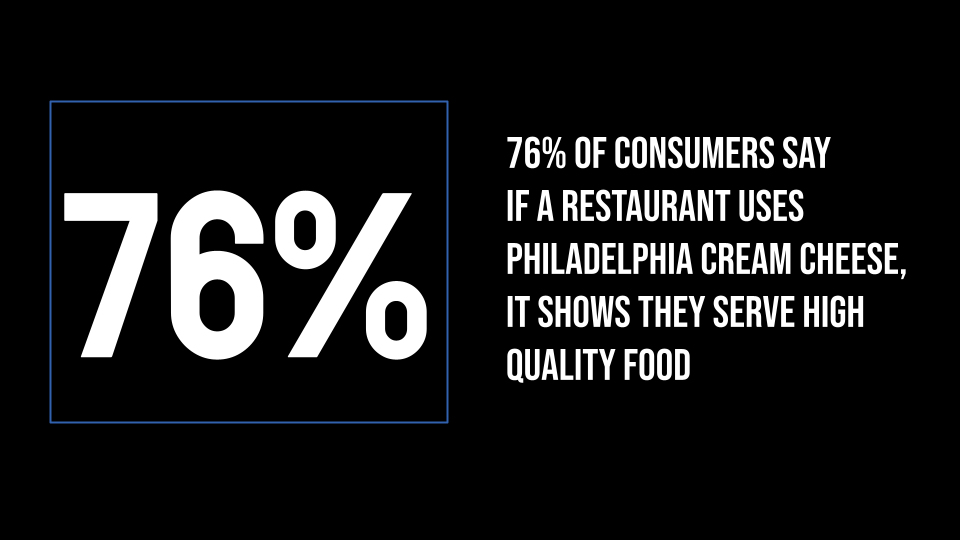 76%
76% OF CONSUMERS SAY
IF A RESTAURANT USES
PHILADELPHIA CREAM CHEESE,
IT SHOWS THEY SERVE HIGH
QUALITY FOOD